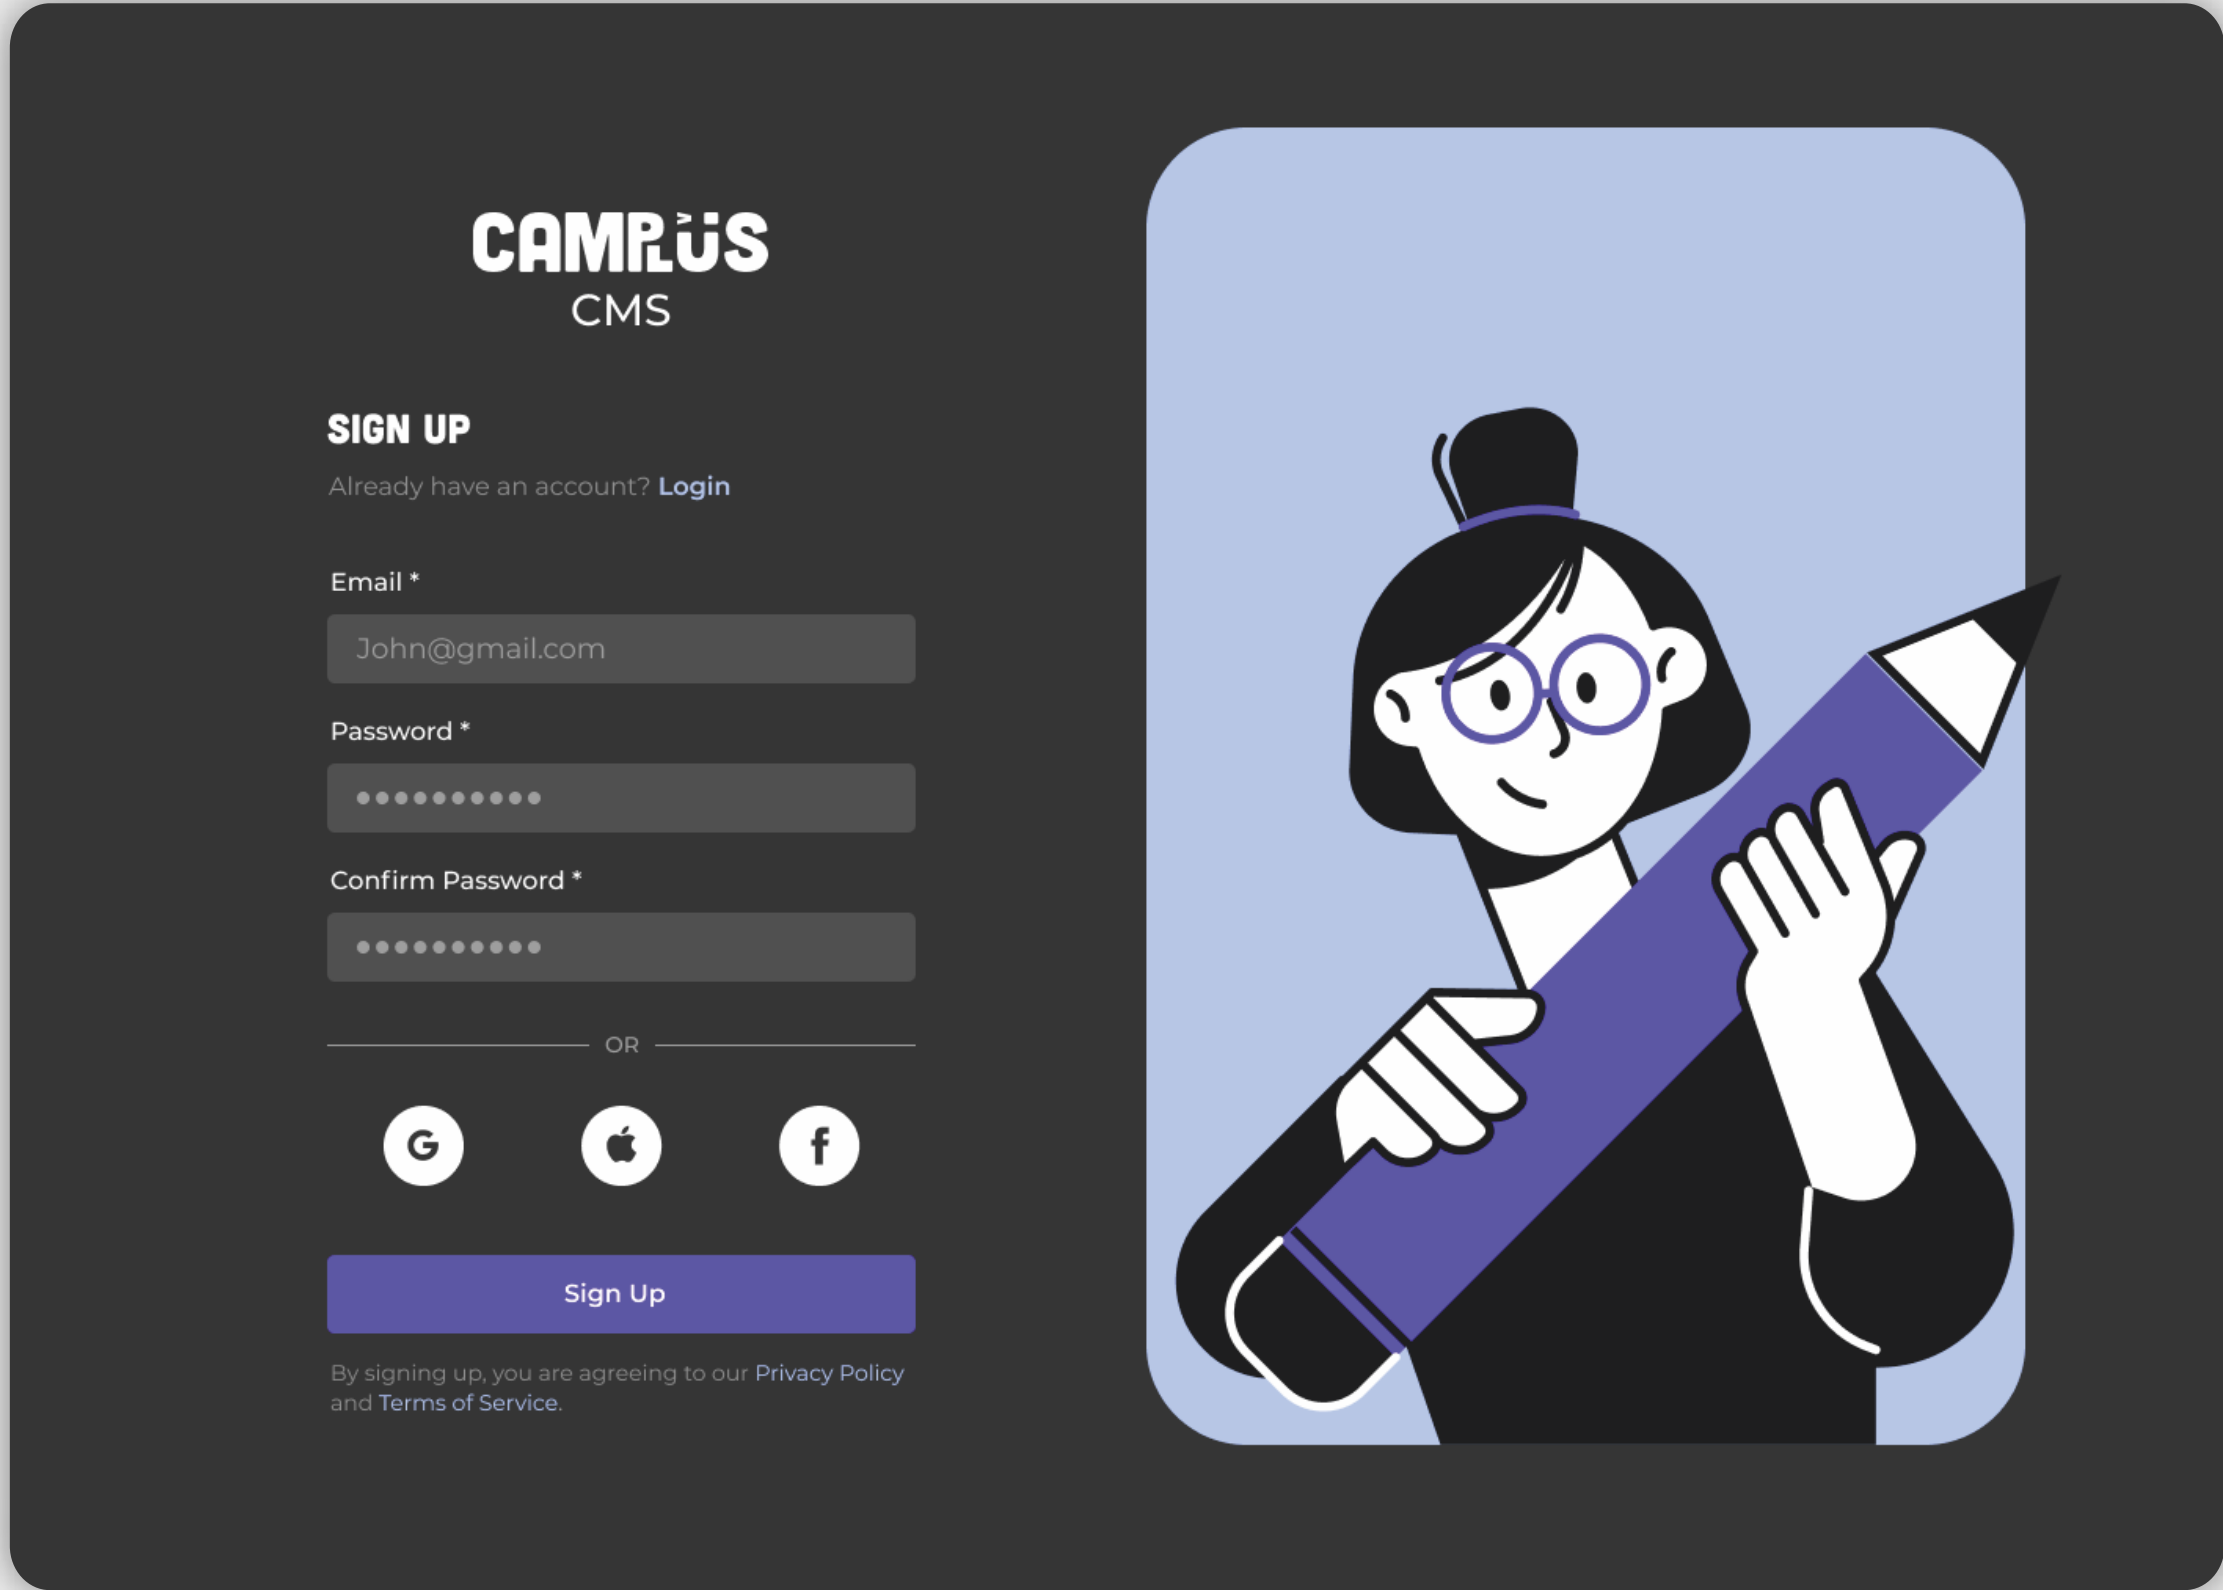 CAMPLUS
CMS
SIGN UP
Already have an account? Login
Email *
John@gmail.com
Password *
●●●●●●●●●●
Confirm Password *
●●●●●●●●●●
OR
G f
Sign Up
By signing up, you are agreeing to our Privacy Policy
and Terms of Service.